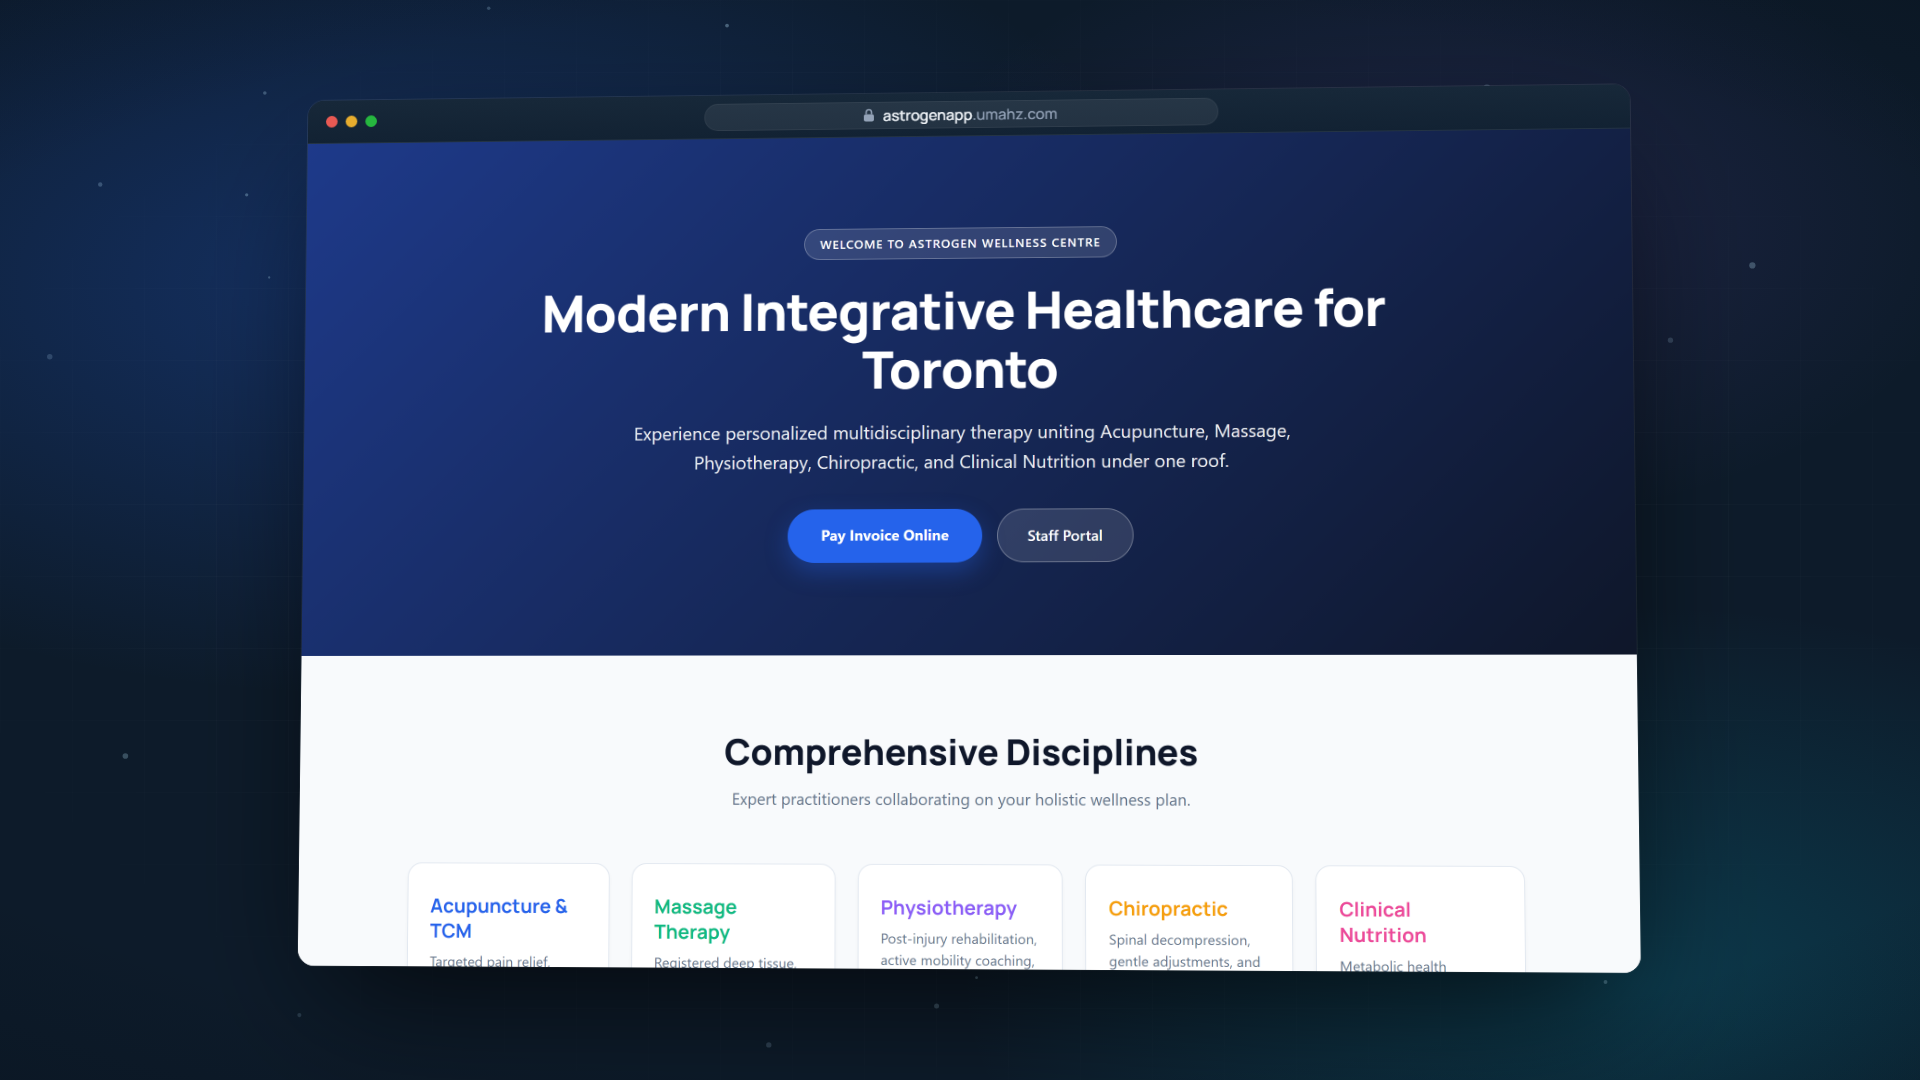 astrogenapp.umahz.com
WELCOME TO ASTROGEN WELLNESS CENTRE
Modern Integrative Healthcare for
Toronto
Experience personalized multidisciplinary therapy uniting Acupuncture, Massage,
Physiotherapy, Chiropractic, and Clinical Nutrition under one roof.
Pay Invoice Online
Staff Portal
Comprehensive Disciplines
Expert practitioners collaborating on your holistic wellness plan.
Acupuncture &
TCM
Targeted pain relief,
Massage
Therapy
Registered deep tissue,
Physiotherapy
Post-injury rehabilitation,
active mobility coaching,
Chiropractic
Spinal decompression,
gentle adjustments, and
Clinical
Nutrition
Metabolic health